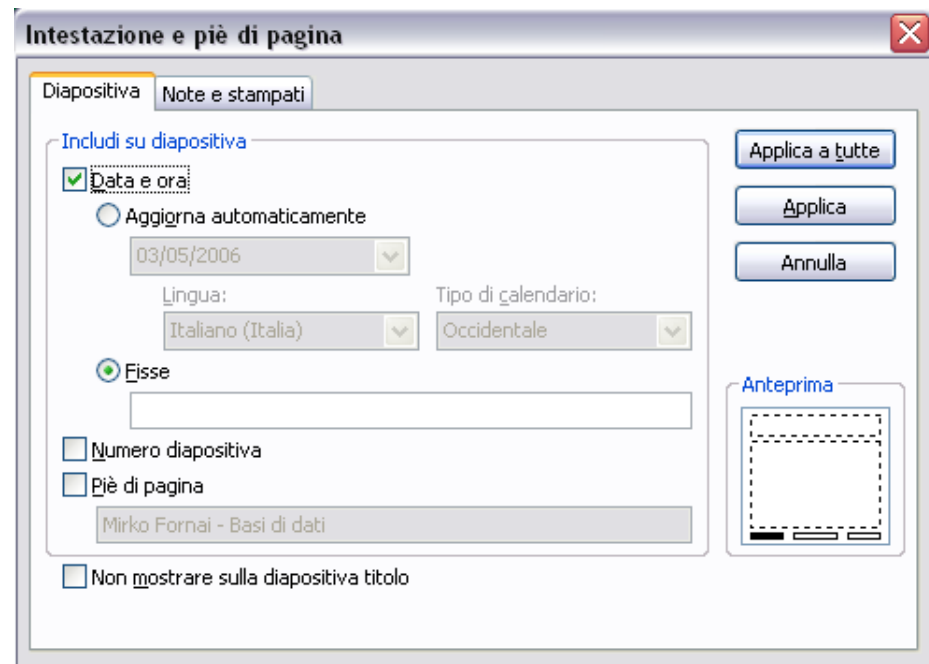 Intestazione e piè di pagina
Diapositiva
Note e stampati
Includi su diapositiva
Data e ora
Aggiorna automaticamente
03/05/2006
Lingua:
Tipo di calendario:
Italiano (Italia)
Occidentale
Fisse
Numero diapositiva
Piè di pagina
Mirko Fornai - Basi di dati
Non mostrare sulla diapositiva titolo
Applica a tutte
Applica
Annulla
Anteprima